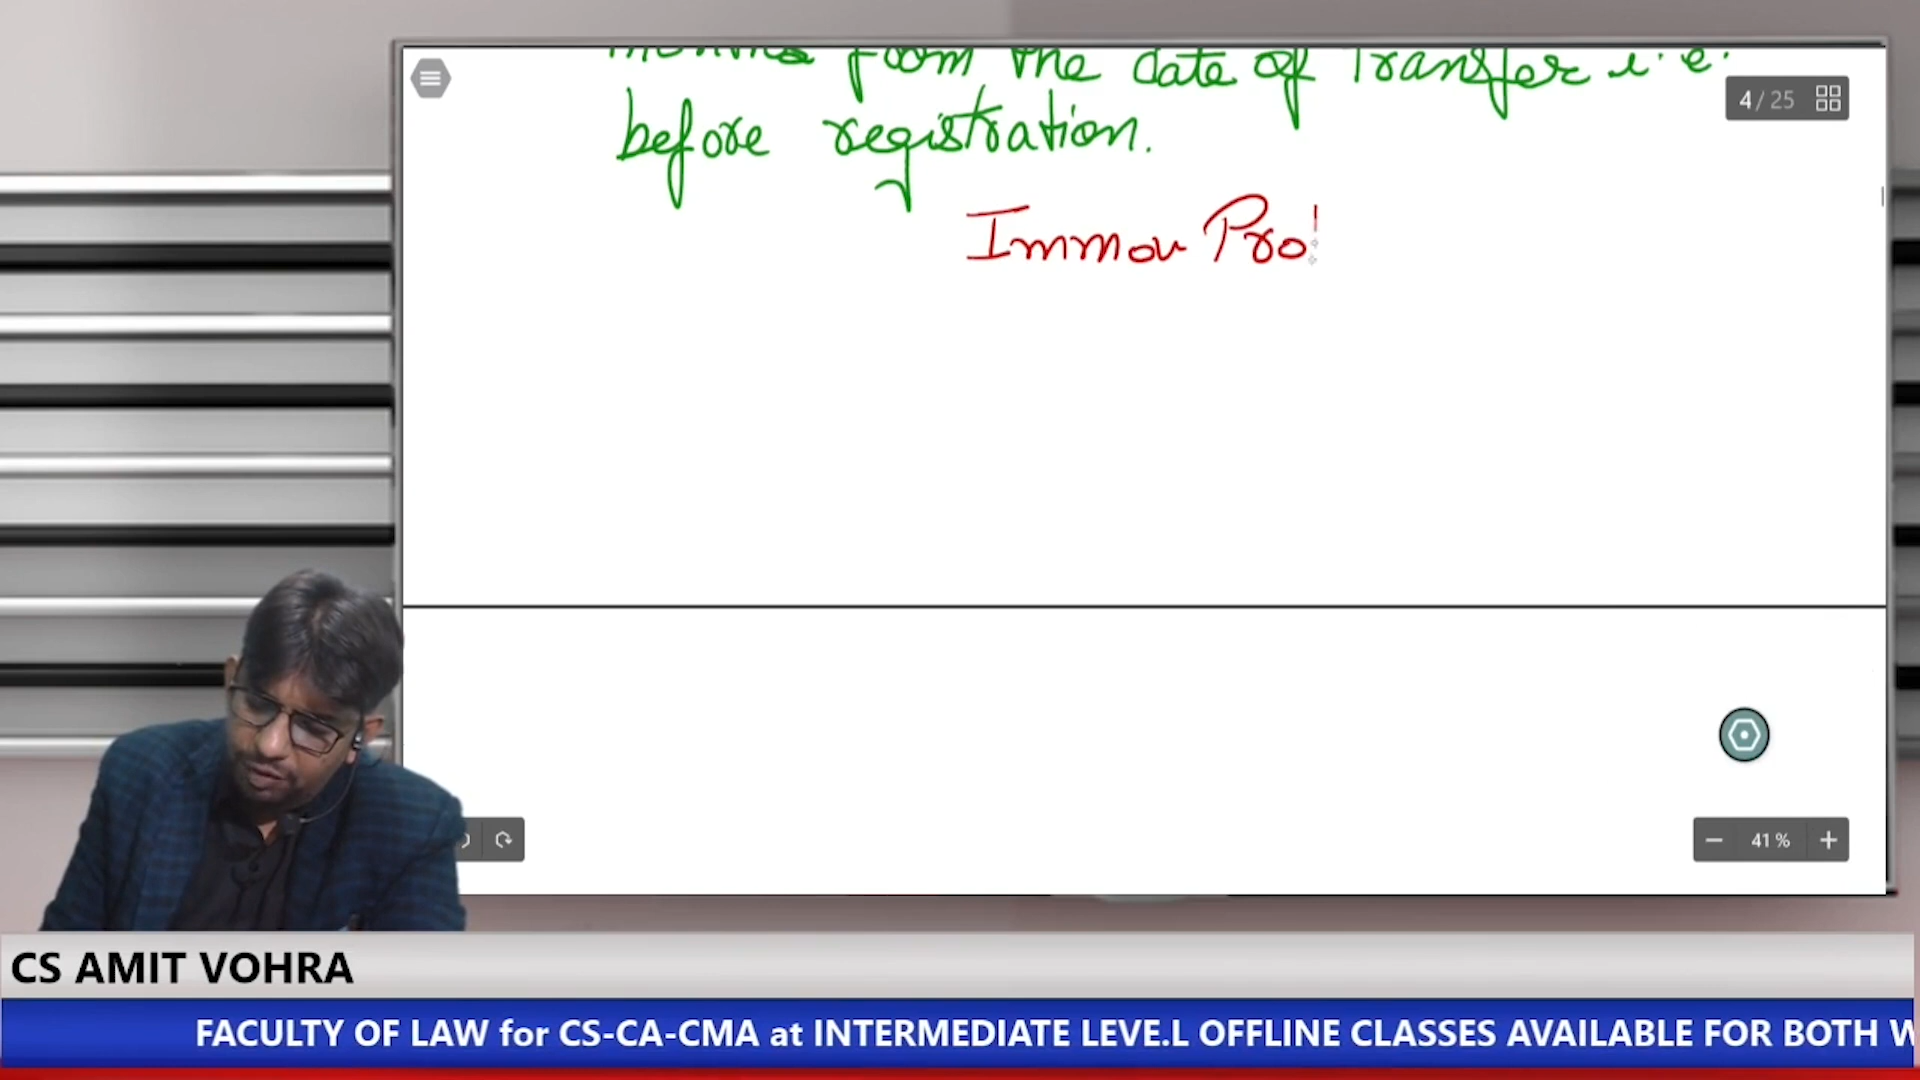 from the date of Transfer i.e.
before registration.
Immov Pro
4 / 25
41 %
CS AMIT VOHRA
FACULTY OF LAW for CS-CA-CMA at INTERMEDIATE LEVE.L OFFLINE CLASSES AVAILABLE FOR BOTH